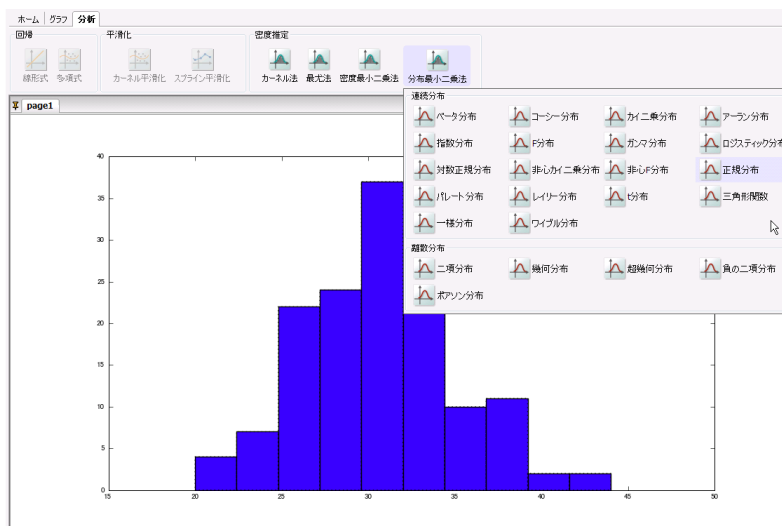 ホーム グラフ 分析
回帰 平滑化 密度推定
線形式 多項式 カーネル平滑化 スプライン平滑化 カーネル法 最尤法 密度最小二乗法 分布最小二乗法
page1
連続分布
ベータ分布 コーシー分布 カイ二乗分布 アーラン分布
指数分布 F分布 ガンマ分布 ロジスティック分布
対数正規分布 非心カイ二乗分布 非心F分布 正規分布
パレート分布 レイリー分布 t分布 三角形関数
一様分布 ワイブル分布
離散分布
二項分布 幾何分布 超幾何分布 負の二項分布
ポアソン分布
40
35
30
25
20
15
10
5
0
15 20 25 30 35 40 45 50